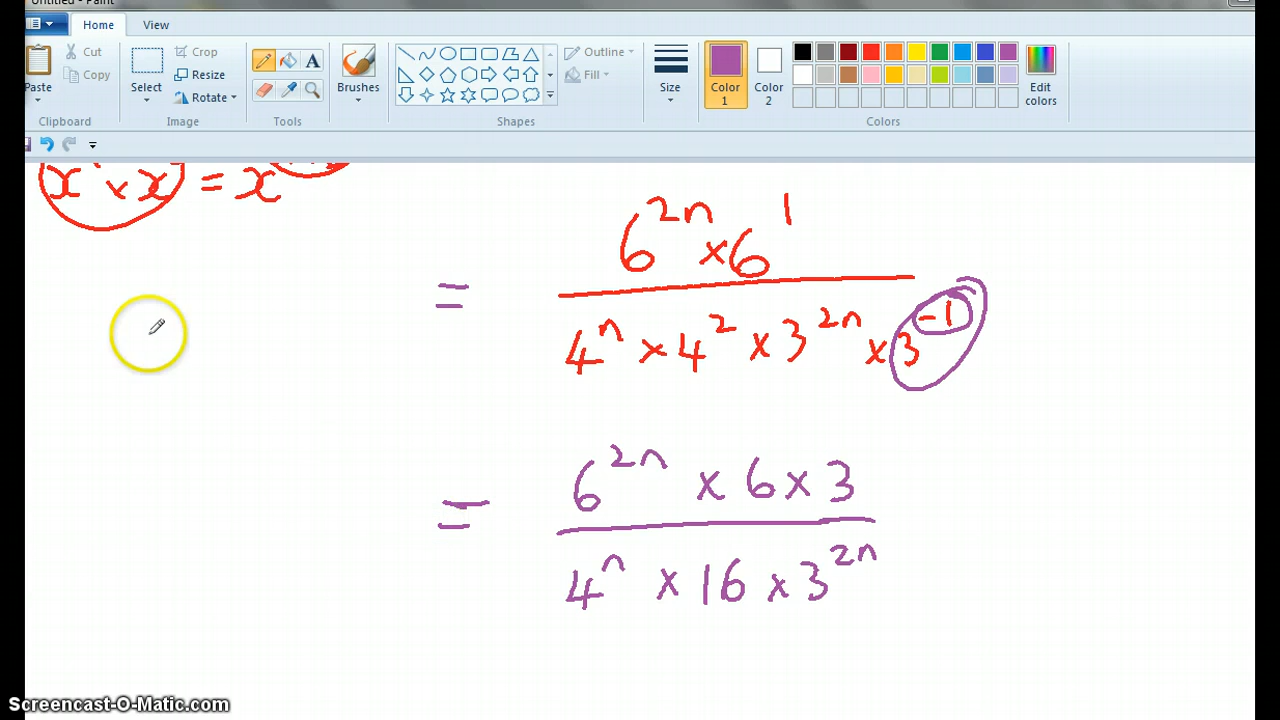 Untitled - Paint
Home View
Paste
Cut
Copy
Clipboard
Select
Crop
Resize
Rotate
Image
A
Tools
Brushes
Outline
Fill
Shapes
Size
Color 1
Color 2
Edit colors
Colors
x × x = x
6^{2n} × 6^1
=
4^n × 4^2 × 3^{2n} × 3^{-1}
6^{2n} × 6 × 3
=
4^n × 16 × 3^{2n}
Screencast-O-Matic.com